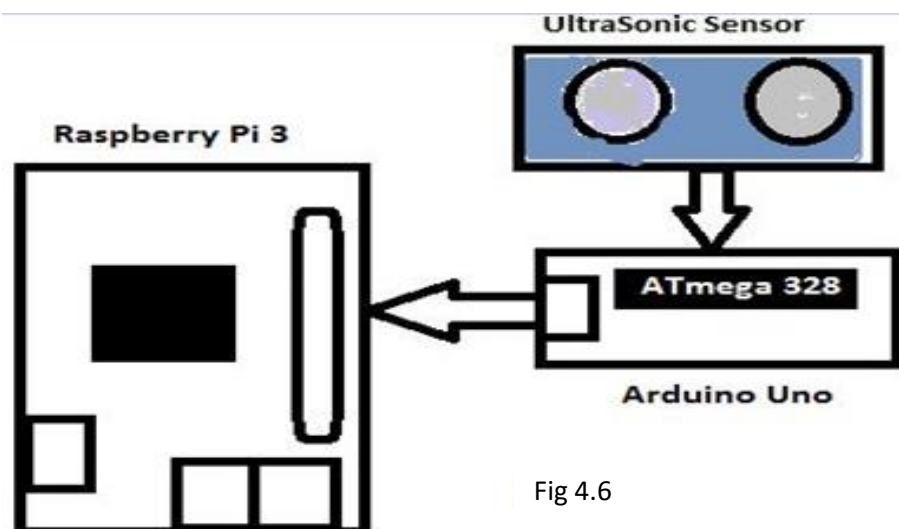 UltraSonic Sensor
Raspberry Pi 3
ATmega 328
Arduino Uno
Fig 4.6